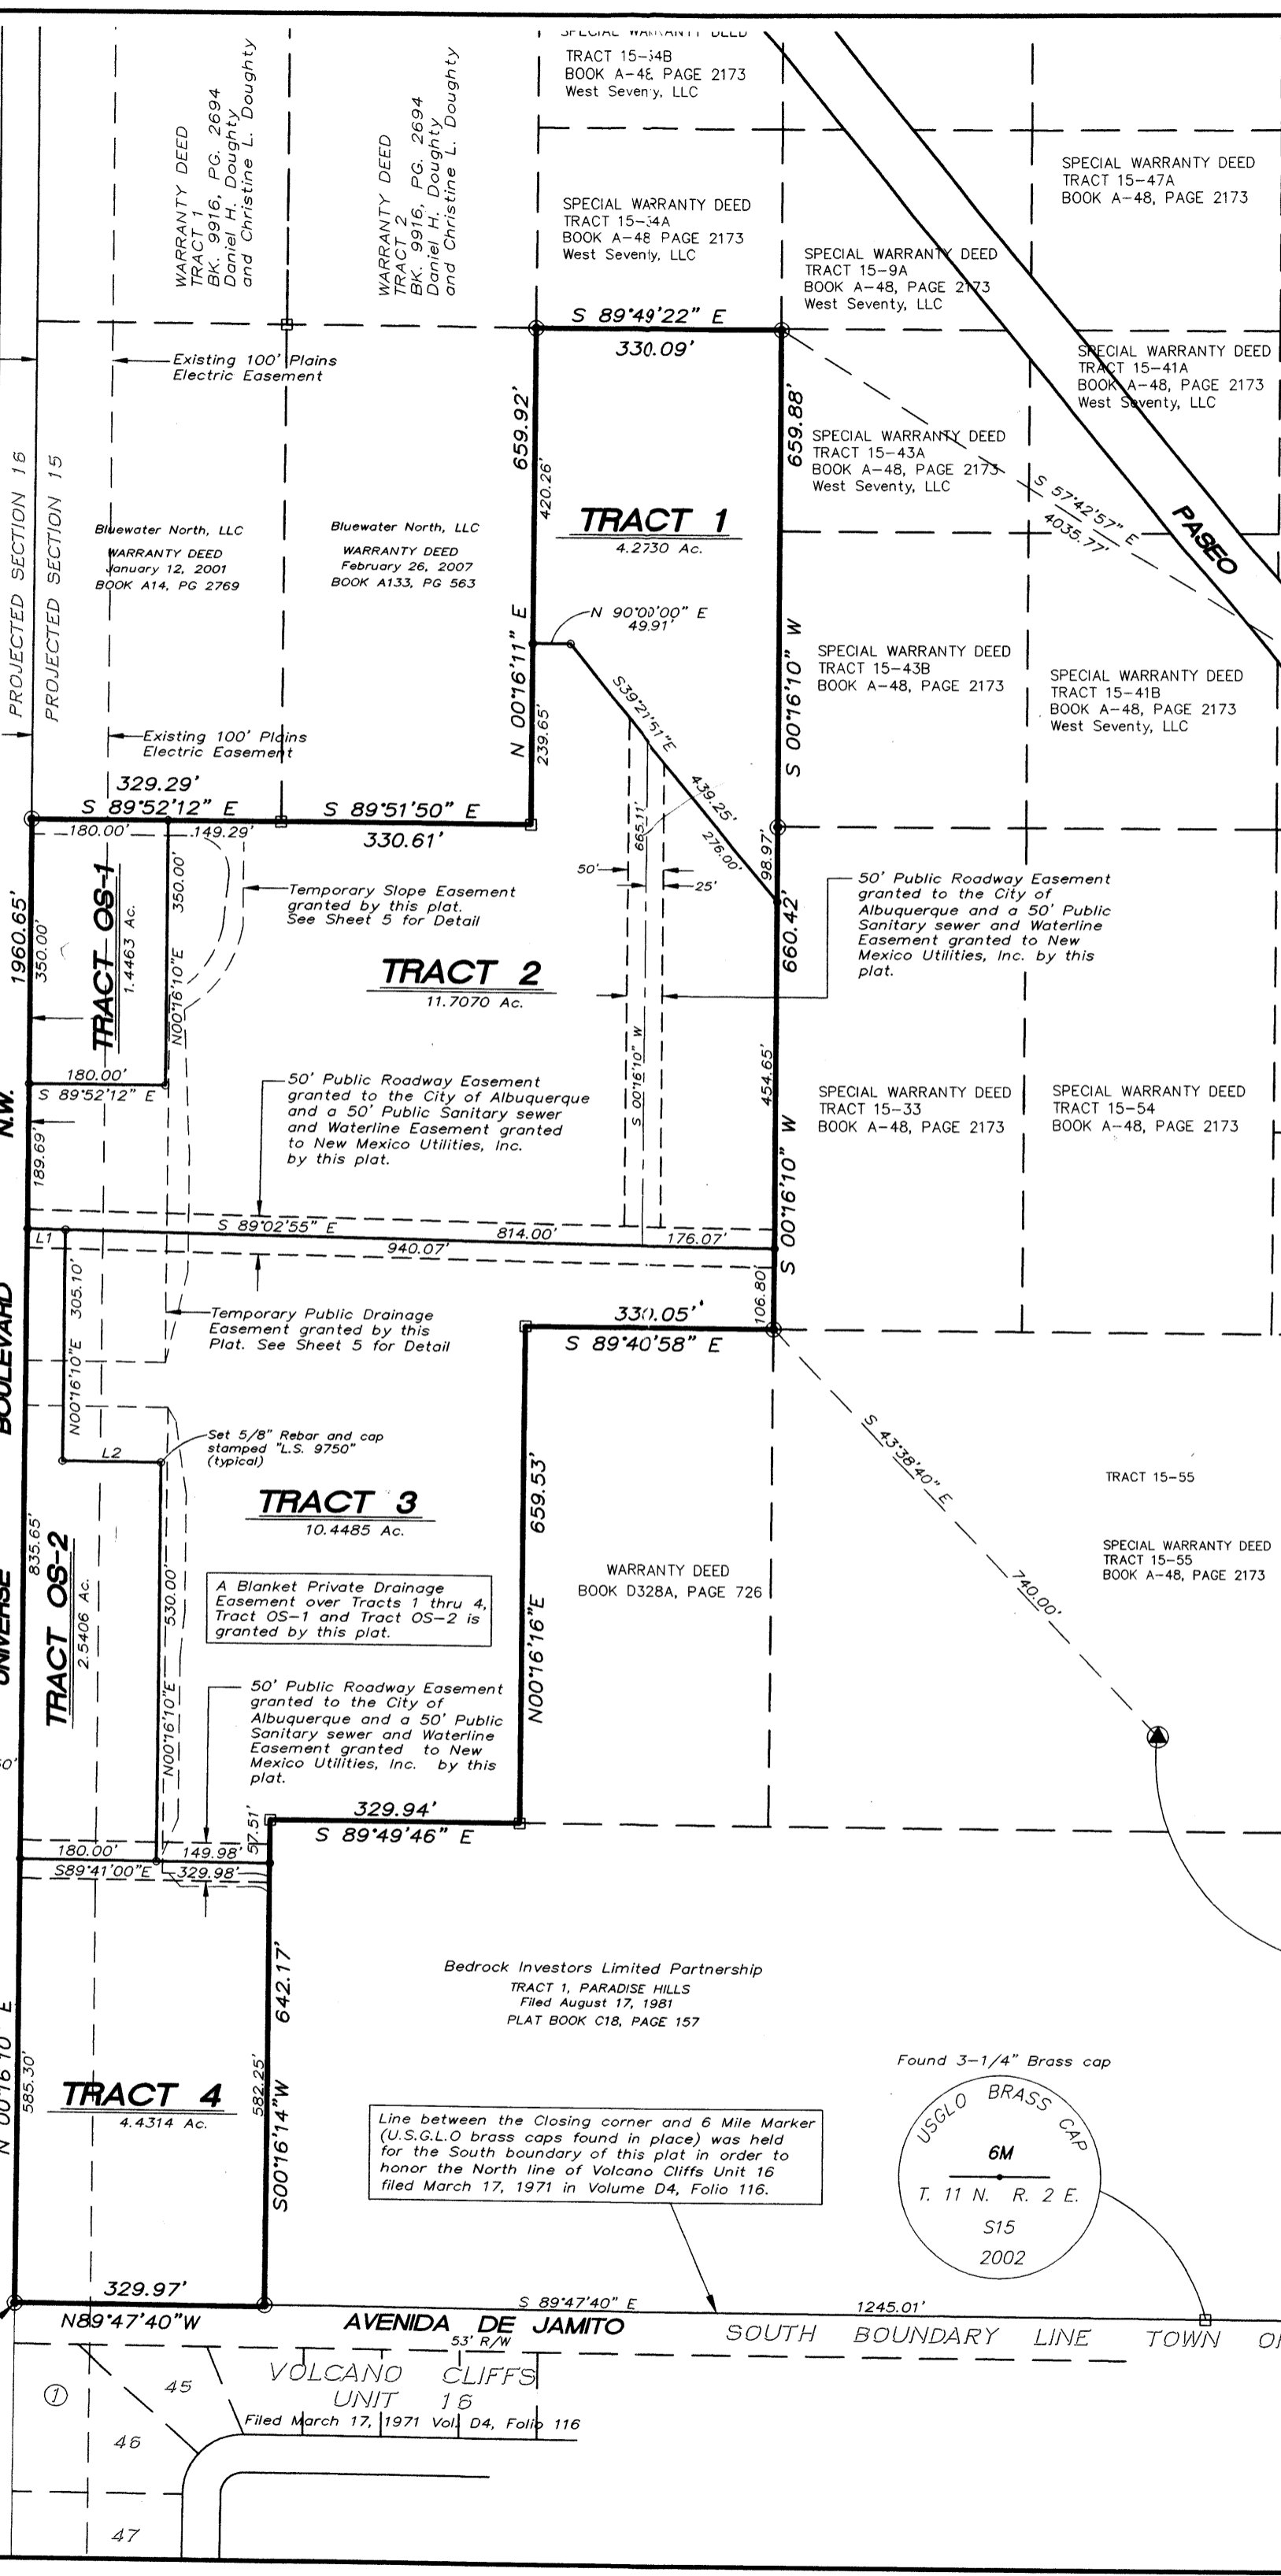 TRACT 15-34B
BOOK A-48 PAGE 2173
WARRANTY DEED
TRACT 1
BK. 9916, PG. 2694
Daniel H. Doughty
and Christine L. Doughty
WARRANTY DEED
TRACT 2
BK. 9916, PG. 2694
Daniel H. Doughty
and Christine L. Doughty
SPECIAL WARRANTY DEED
BOOK A-48 PAGE 2173
SPECIAL WARRANTY DEED
TRACT 15-47A
BOOK A-48, PAGE 2173
SPECIAL WARRANTY DEED
TRACT 15-9A
BOOK A-48, PAGE 2173
West Seventy, LLC
S 89°49'22" E
330.09'
Existing 100' Plains
Electric Easement
SPECIAL WARRANTY DEED
TRACT 15-41A
BOOK A-48, PAGE 2173
West Seventy, LLC
659.92'
420.26'
659.88'
SPECIAL WARRANTY DEED
TRACT 15-43A
BOOK A-48, PAGE 2173
West Seventy, LLC
PROJECTED SECTION 16
PROJECTED SECTION 15
S 57°42'57" E
4035.77'
PASEO
Bluewater North, LLC
WARRANTY DEED
January 12, 2001
BOOK A14, PG 2769
Bluewater North, LLC
WARRANTY DEED
February 26, 2007
BOOK A133, PG 563
TRACT 1
4.2730 Ac.
N 90°00'00" E
49.91'
N 00°16'11" E
239.65'
S39°21'51"E
439.25'
276.00'
S 00°16'10" W
SPECIAL WARRANTY DEED
TRACT 15-43B
BOOK A-48, PAGE 2173
SPECIAL WARRANTY DEED
TRACT 15-41B
BOOK A-48, PAGE 2173
West Seventy, LLC
Existing 100' Plains
Electric Easement
329.29'
S 89°52'12" E
S 89°51'50" E
330.61'
180.00'
149.29'
665.11'
98.97'
50'
25'
Temporary Slope Easement
granted by this plat.
See Sheet 5 for Detail
50' Public Roadway Easement
granted to the City of
Albuquerque and a 50' Public
Sanitary sewer and Waterline
Easement granted to New
Mexico Utilities, Inc. by this
plat.
1960.65'
350.00'
TRACT OS-1
1.4463 Ac.
350.00'
N00°16'10"E
TRACT 2
11.7070 Ac.
660.42'
454.65'
S 00°16'10" W
180.00'
S 89°52'12" E
N.W.
189.69'
50' Public Roadway Easement
granted to the City of Albuquerque
and a 50' Public Sanitary sewer
and Waterline Easement granted
to New Mexico Utilities, Inc.
by this plat.
S 00°16'10" W
SPECIAL WARRANTY DEED
TRACT 15-33
BOOK A-48, PAGE 2173
SPECIAL WARRANTY DEED
TRACT 15-54
BOOK A-48, PAGE 2173
L1
S 89°02'55" E
814.00'
940.07'
176.07'
106.80'
305.10'
N00°16'10"E
BOULEVARD
Temporary Public Drainage
Easement granted by this
Plat. See Sheet 5 for Detail
330.05'
S 89°40'58" E
L2
Set 5/8" Rebar and cap
stamped "L.S. 9750"
(typical)
S 43°38'40" E
740.00'
TRACT 15-55
SPECIAL WARRANTY DEED
TRACT 15-55
BOOK A-48, PAGE 2173
TRACT 3
10.4485 Ac.
659.53'
N00°16'16"E
WARRANTY DEED
BOOK D328A, PAGE 726
835.65'
TRACT OS-2
2.5406 Ac.
530.00'
N00°16'10"E
UNIVERSE
A Blanket Private Drainage
Easement over Tracts 1 thru 4,
Tract OS-1 and Tract OS-2 is
granted by this plat.
50' Public Roadway Easement
granted to the City of
Albuquerque and a 50' Public
Sanitary sewer and Waterline
Easement granted to New
Mexico Utilities, Inc. by this
plat.
329.94'
S 89°49'46" E
57.51'
180.00'
149.98'
S89°41'00"E
329.98'
Bedrock Investors Limited Partnership
TRACT 1, PARADISE HILLS
Filed August 17, 1981
PLAT BOOK C18, PAGE 157
642.17'
582.25'
S00°16'14"W
N 00°16'10" E
585.30'
TRACT 4
4.4314 Ac.
Found 3-1/4" Brass cap
USGLO BRASS CAP
6M
T. 11 N. R. 2 E.
S15
2002
Line between the Closing corner and 6 Mile Marker
(U.S.G.L.O brass caps found in place) was held
for the South boundary of this plat in order to
honor the North line of Volcano Cliffs Unit 16
filed March 17, 1971 in Volume D4, Folio 116.
329.97'
N89°47'40"W
S 89°47'40" E
1245.01'
AVENIDA DE JAMITO
53' R/W
SOUTH BOUNDARY LINE TOWN
VOLCANO CLIFFS
UNIT 16
Filed March 17, 1971 Vol. D4, Folio 116
1
45
46
47